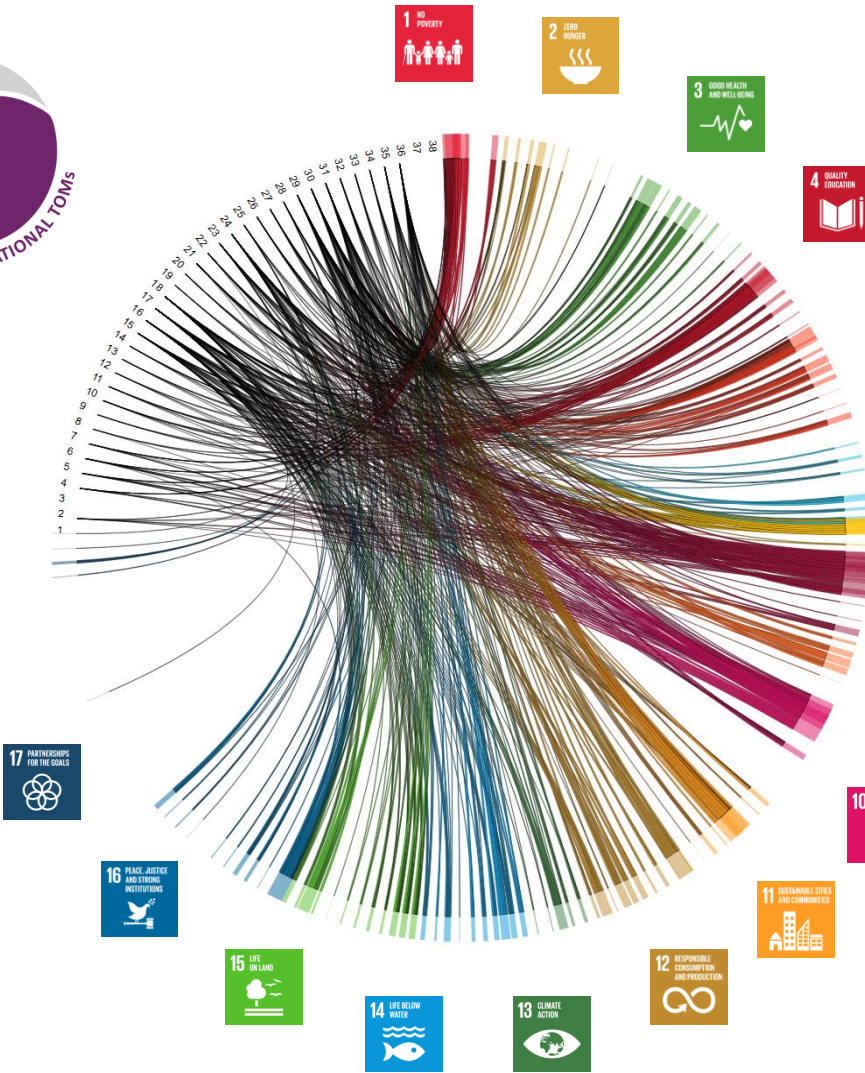 1 NO
POVERTY
2 ZERO
HUNGER
3 GOOD HEALTH
AND WELL-BEING
4 QUALITY
EDUCATION
TIONAL TOMs
38
37
36
35
34
33
32
31
30
29
28
27
26
25
24
23
22
21
20
19
18
17
16
15
14
13
12
11
10
9
8
7
6
5
4
3
2
1
10
11 SUSTAINABLE CITIES
AND COMMUNITIES
12 RESPONSIBLE
CONSUMPTION
AND PRODUCTION
13 CLIMATE
ACTION
14 LIFE BELOW
WATER
15 LIFE
ON LAND
16 PEACE, JUSTICE
AND STRONG
INSTITUTIONS
17 PARTNERSHIPS
FOR THE GOALS